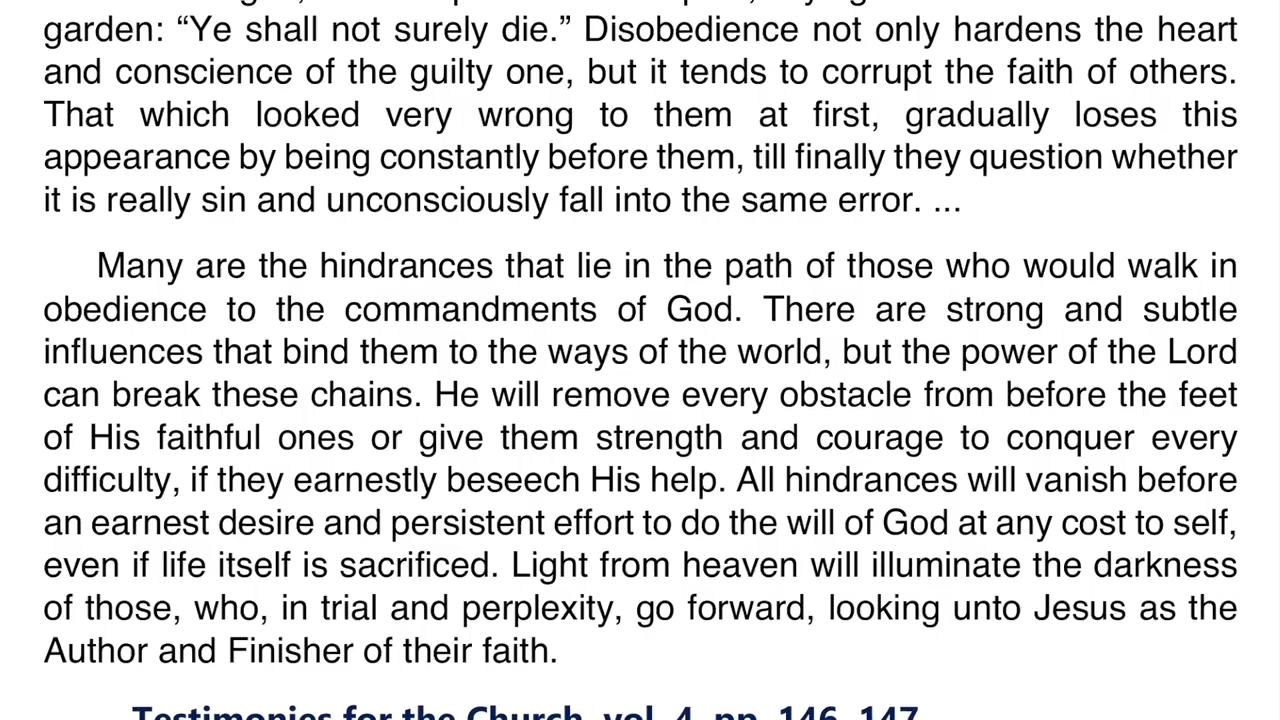 garden: “Ye shall not surely die.” Disobedience not only hardens the heart
and conscience of the guilty one, but it tends to corrupt the faith of others.
That which looked very wrong to them at first, gradually loses this
appearance by being constantly before them, till finally they question whether
it is really sin and unconsciously fall into the same error. ...
Many are the hindrances that lie in the path of those who would walk in
obedience to the commandments of God. There are strong and subtle
influences that bind them to the ways of the world, but the power of the Lord
can break these chains. He will remove every obstacle from before the feet
of His faithful ones or give them strength and courage to conquer every
difficulty, if they earnestly beseech His help. All hindrances will vanish before
an earnest desire and persistent effort to do the will of God at any cost to self,
even if life itself is sacrificed. Light from heaven will illuminate the darkness
of those, who, in trial and perplexity, go forward, looking unto Jesus as the
Author and Finisher of their faith.
Testimonies for the Church, vol. 4, pp. 146, 147